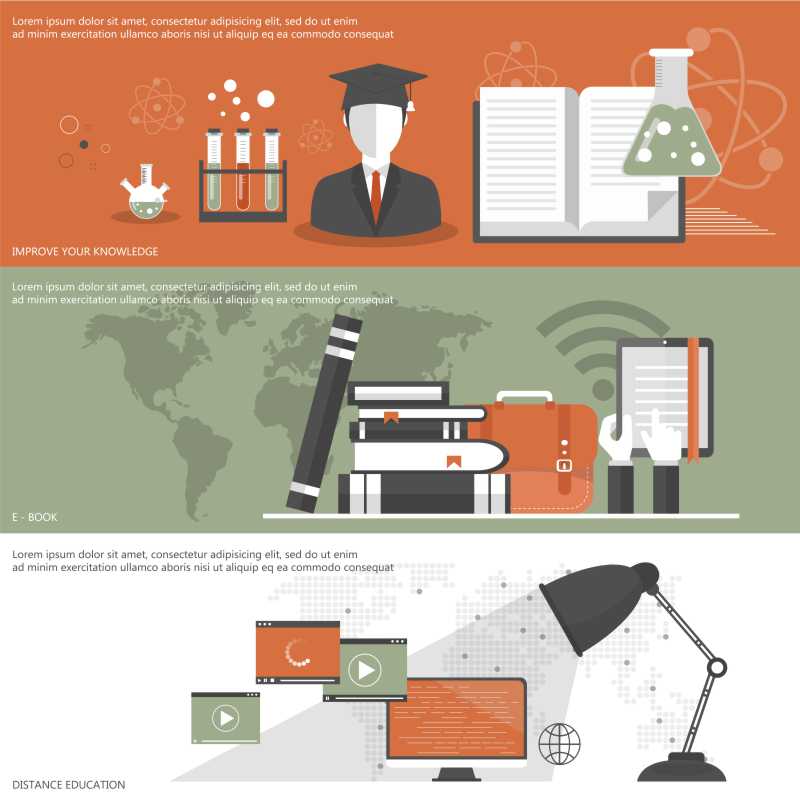 Lorem ipsum dolor sit amet, consectetur adipisicing elit, sed do ut enim
ad minim exercitation ullamco aboris nisi ut aliquip eq ea commodo consequat
IMPROVE YOUR KNOWLEDGE
Lorem ipsum dolor sit amet, consectetur adipisicing elit, sed do ut enim
ad minim exercitation ullamco aboris nisi ut aliquip eq ea commodo consequat
E - BOOK
Lorem ipsum dolor sit amet, consectetur adipisicing elit, sed do ut enim
ad minim exercitation ullamco aboris nisi ut aliquip eq ea commodo consequat
DISTANCE EDUCATION